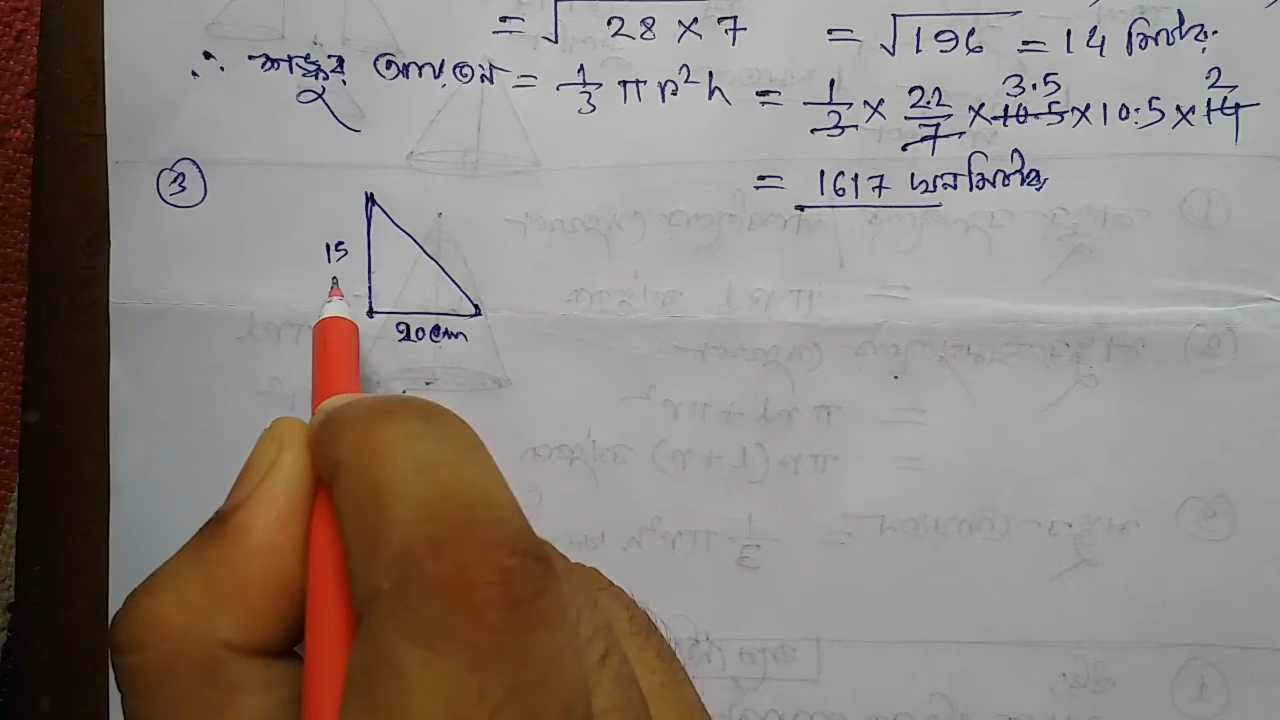 = √28 × 7 = √196 = 14 মিটার
∴ শঙ্কুর আয়তন = 1/3 πr²h = 1/3 × 22/7 × 10.5 × 10.5 × 14
3.5 2
= 1617 ঘনমিটার
③
15
20cm